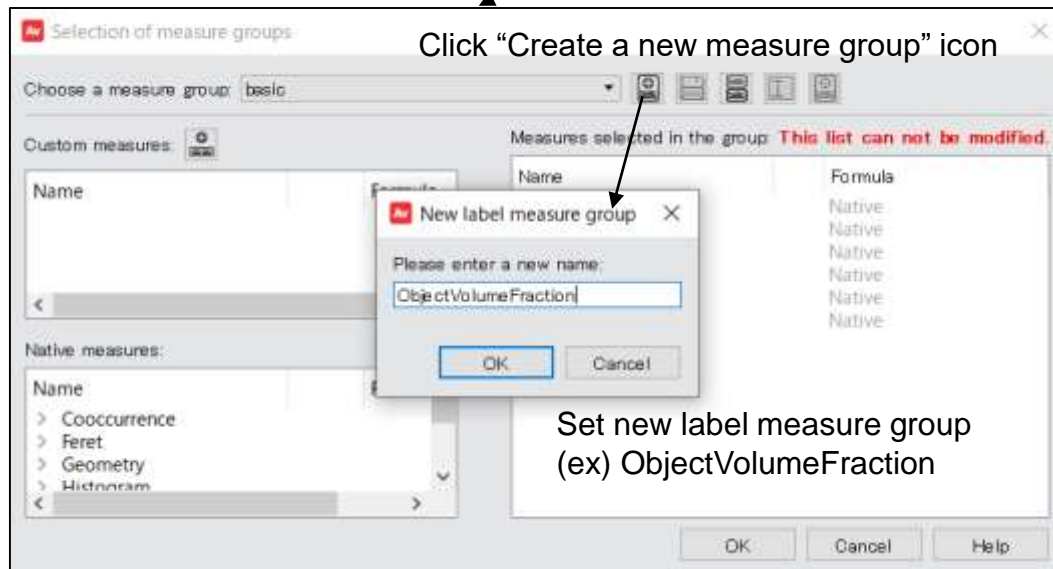 Av Selection of measure groups
Click “Create a new measure group” icon
Choose a measure group: basic
Custom measures:
Measures selected in the group: This list can not be modified.
Name
Name Formula
Native
Native
Native
Native
Native
Native
Av New label measure group
Please enter a new name:
ObjectVolumeFraction
OK Cancel
Native measures:
Name
> Cooccurrence
> Feret
> Geometry
> Histogram
Set new label measure group
(ex) ObjectVolumeFraction
OK Cancel Help